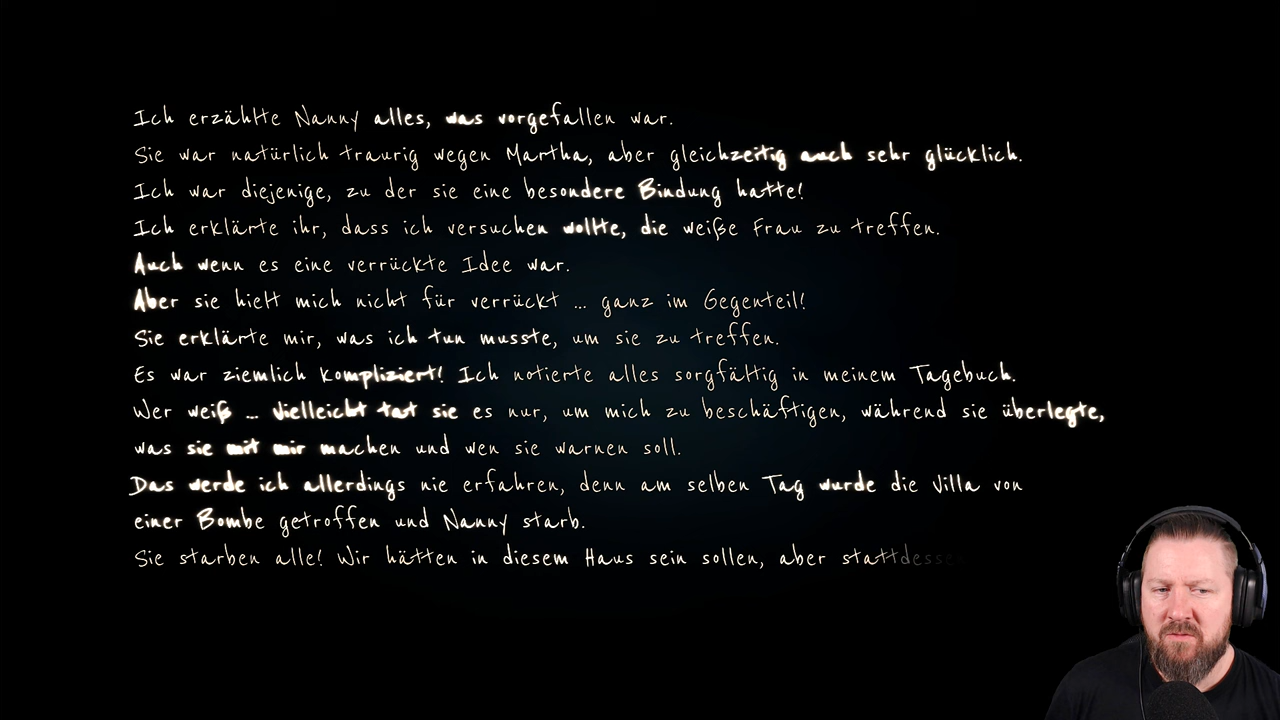 Ich erzählte Nanny alles, was vorgefallen war.
Sie war natürlich traurig wegen Martha, aber gleichzeitig auch sehr glücklich.
Ich war diejenige, zu der sie eine besondere Bindung hatte!
Ich erklärte ihr, dass ich versuchen wollte, die weiße Frau zu treffen.
Auch wenn es eine verrückte Idee war.
Aber sie hielt mich nicht für verrückt ... ganz im Gegenteil!
Sie erklärte mir, was ich tun musste, um sie zu treffen.
Es war ziemlich kompliziert! Ich notierte alles sorgfältig in meinem Tagebuch.
Wer weiß ... Vielleicht tat sie es nur, um mich zu beschäftigen, während sie überlegte,
was sie mit mir machen und wen sie warnen soll.
Das werde ich allerdings nie erfahren, denn am selben Tag wurde die Villa von
einer Bombe getroffen und Nanny starb.
Sie starben alle! Wir hätten in diesem Haus sein sollen, aber stattdessen